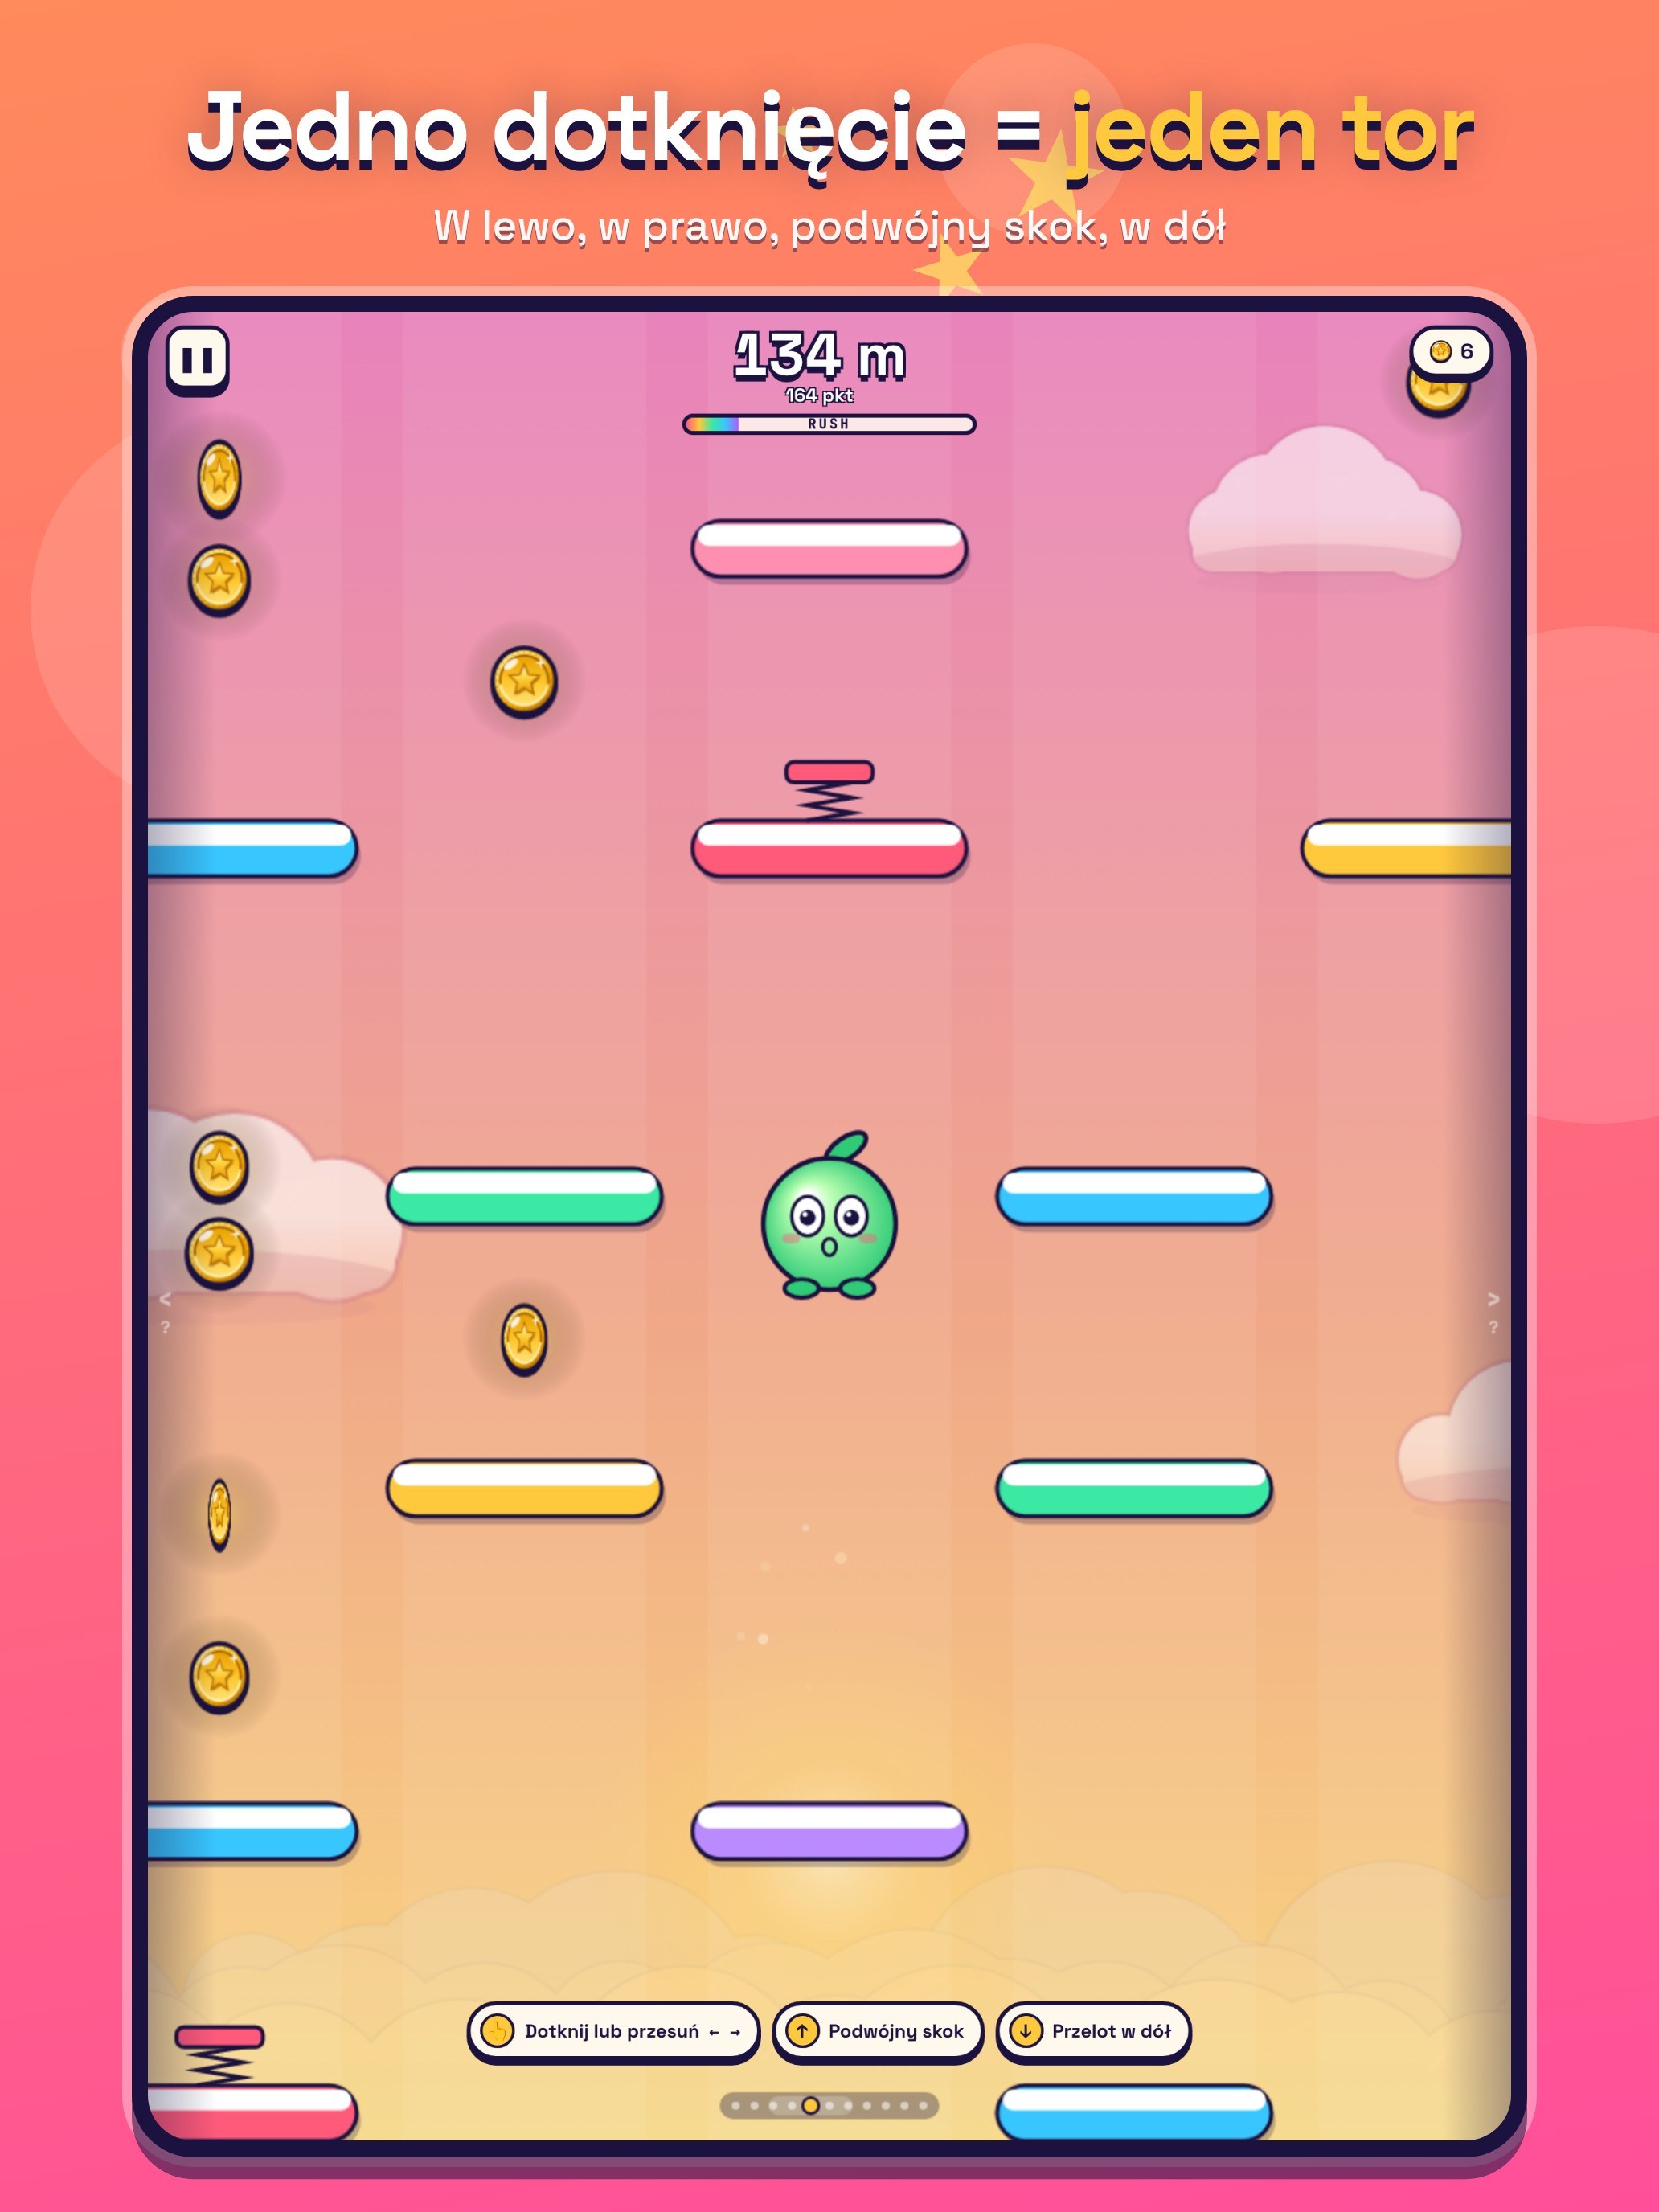 Jedno dotknięcie = jeden tor
W lewo, w prawo, podwójny skok, w dół
134 m
6
164 pkt
RUSH
< >
? ?
Dotknij lub przesuń ← → Podwójny skok Przelot w dół